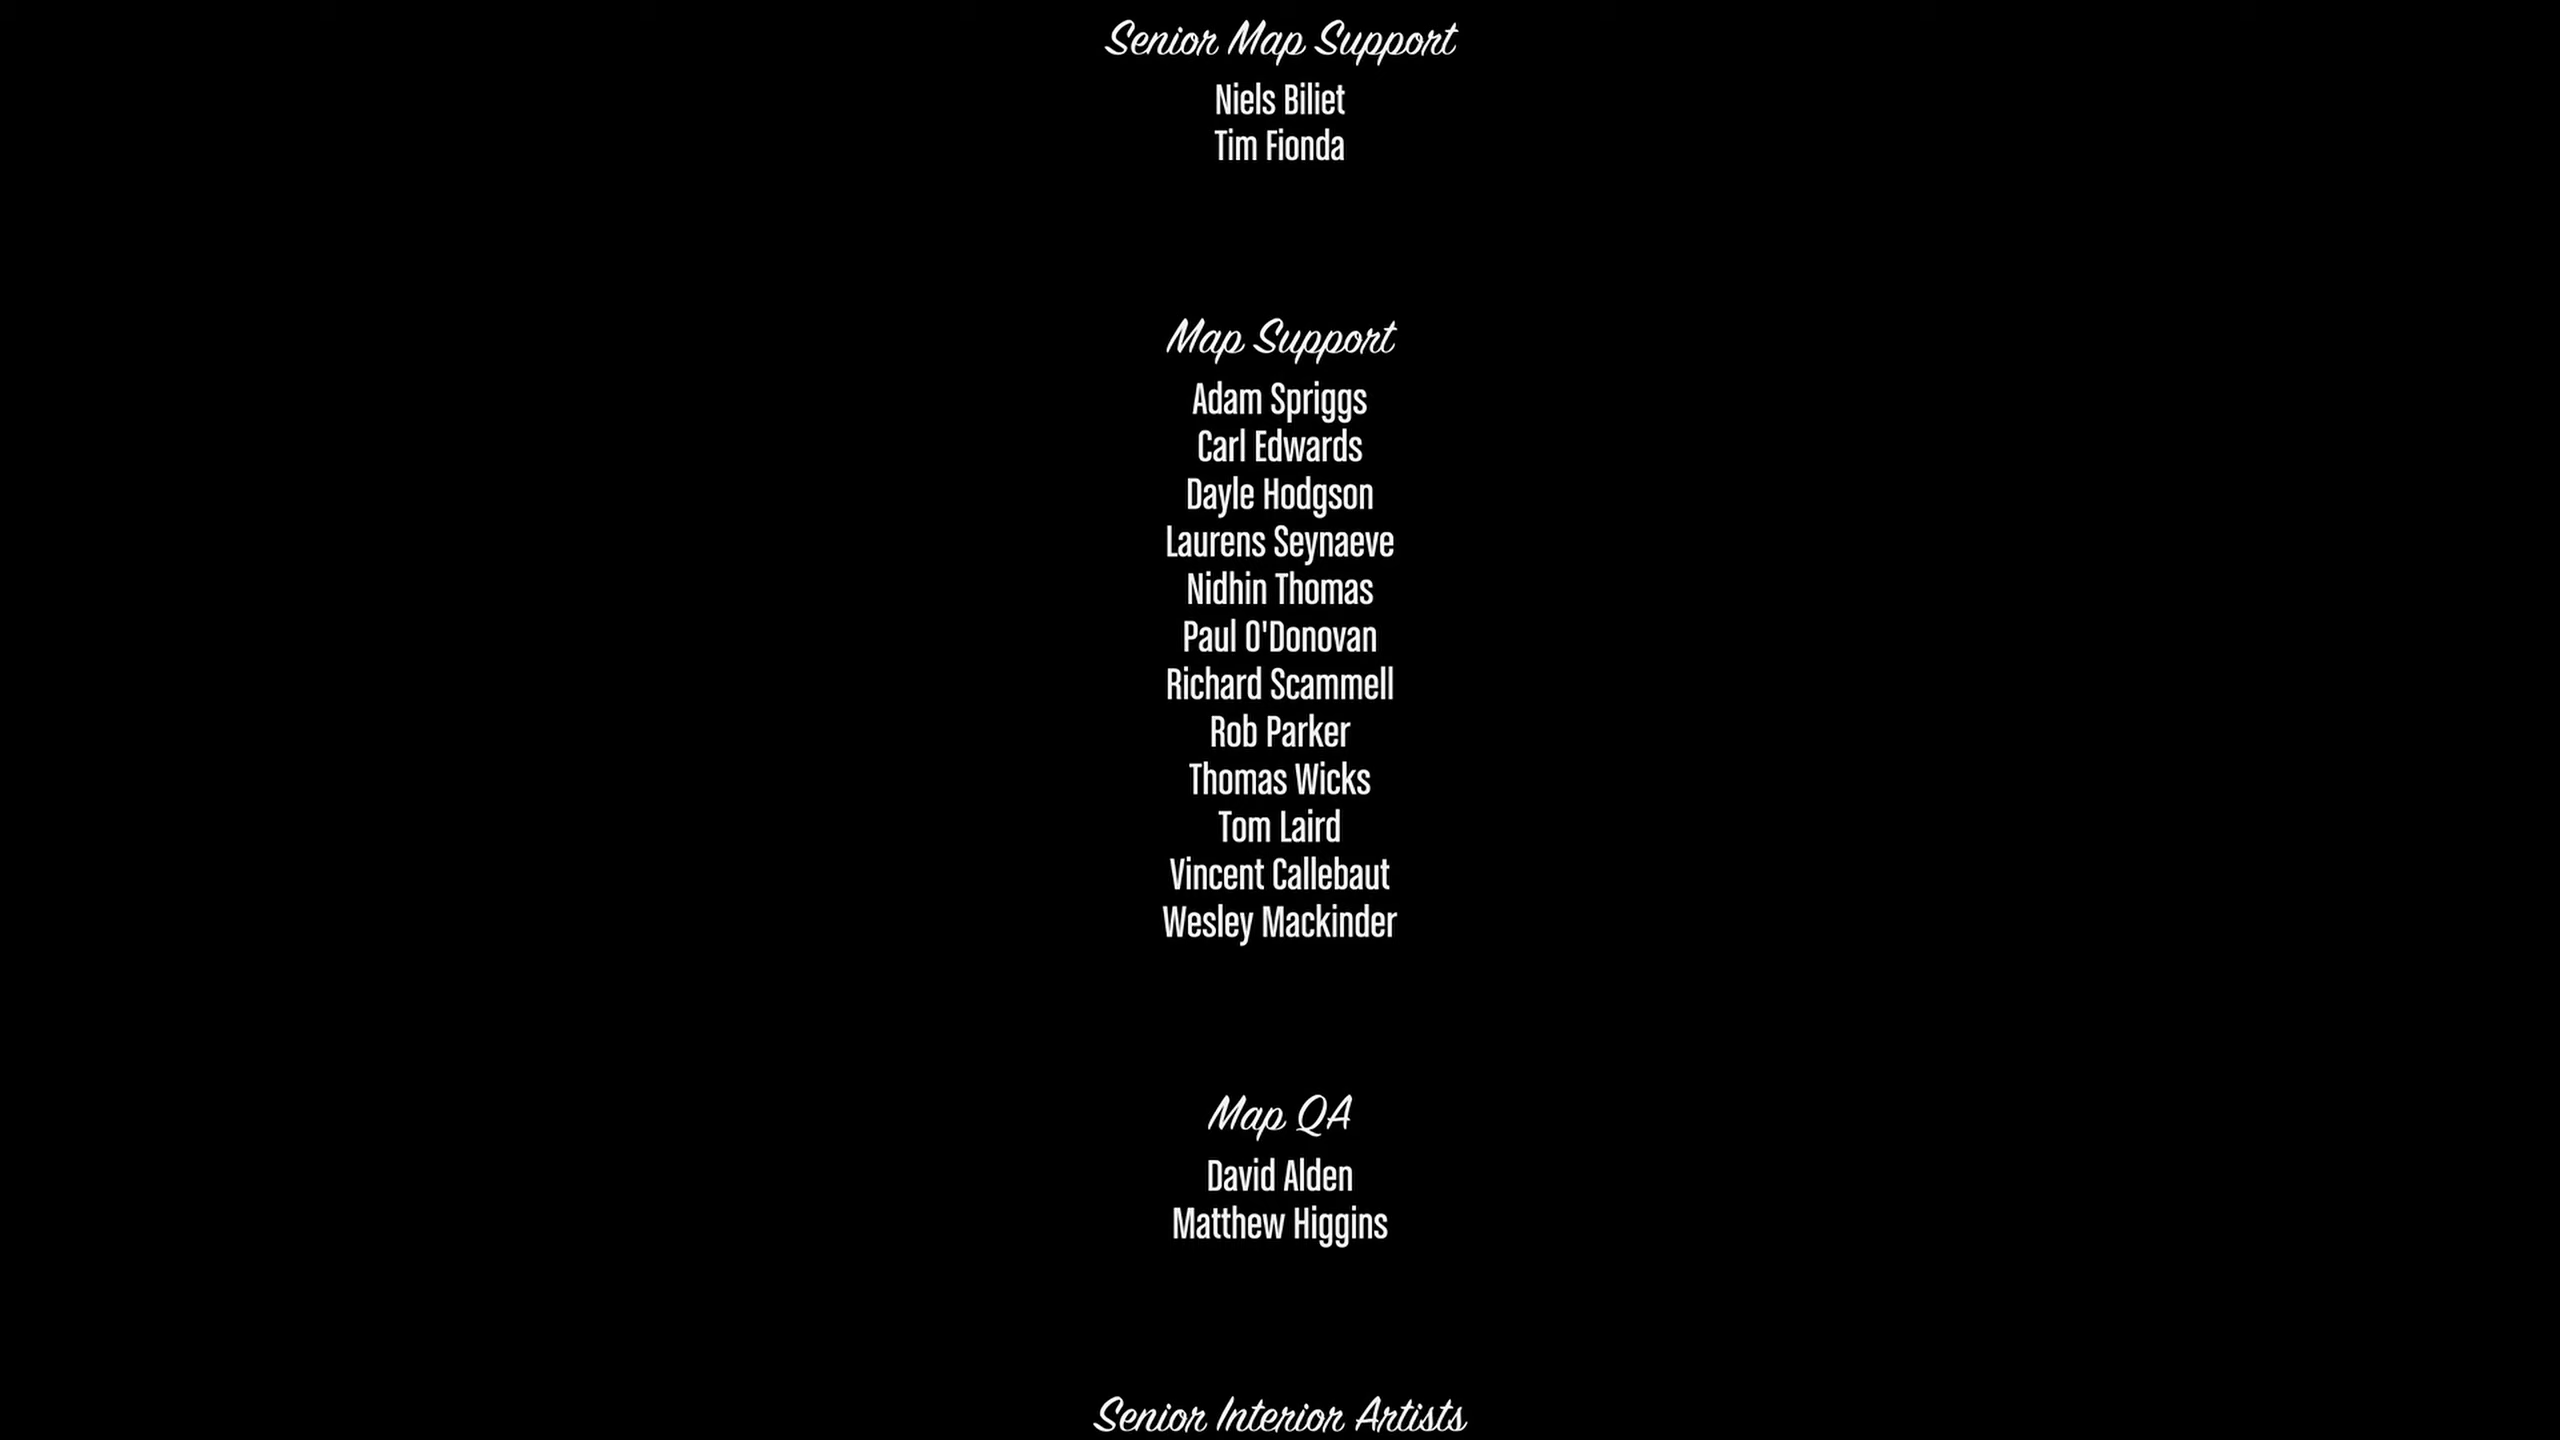 Senior Map Support
Niels Biliet
Tim Fionda
Map Support
Adam Spriggs
Carl Edwards
Dayle Hodgson
Laurens Seynaeve
Nidhin Thomas
Paul O'Donovan
Richard Scammell
Rob Parker
Thomas Wicks
Tom Laird
Vincent Callebaut
Wesley Mackinder
Map QA
David Alden
Matthew Higgins
Senior Interior Artists